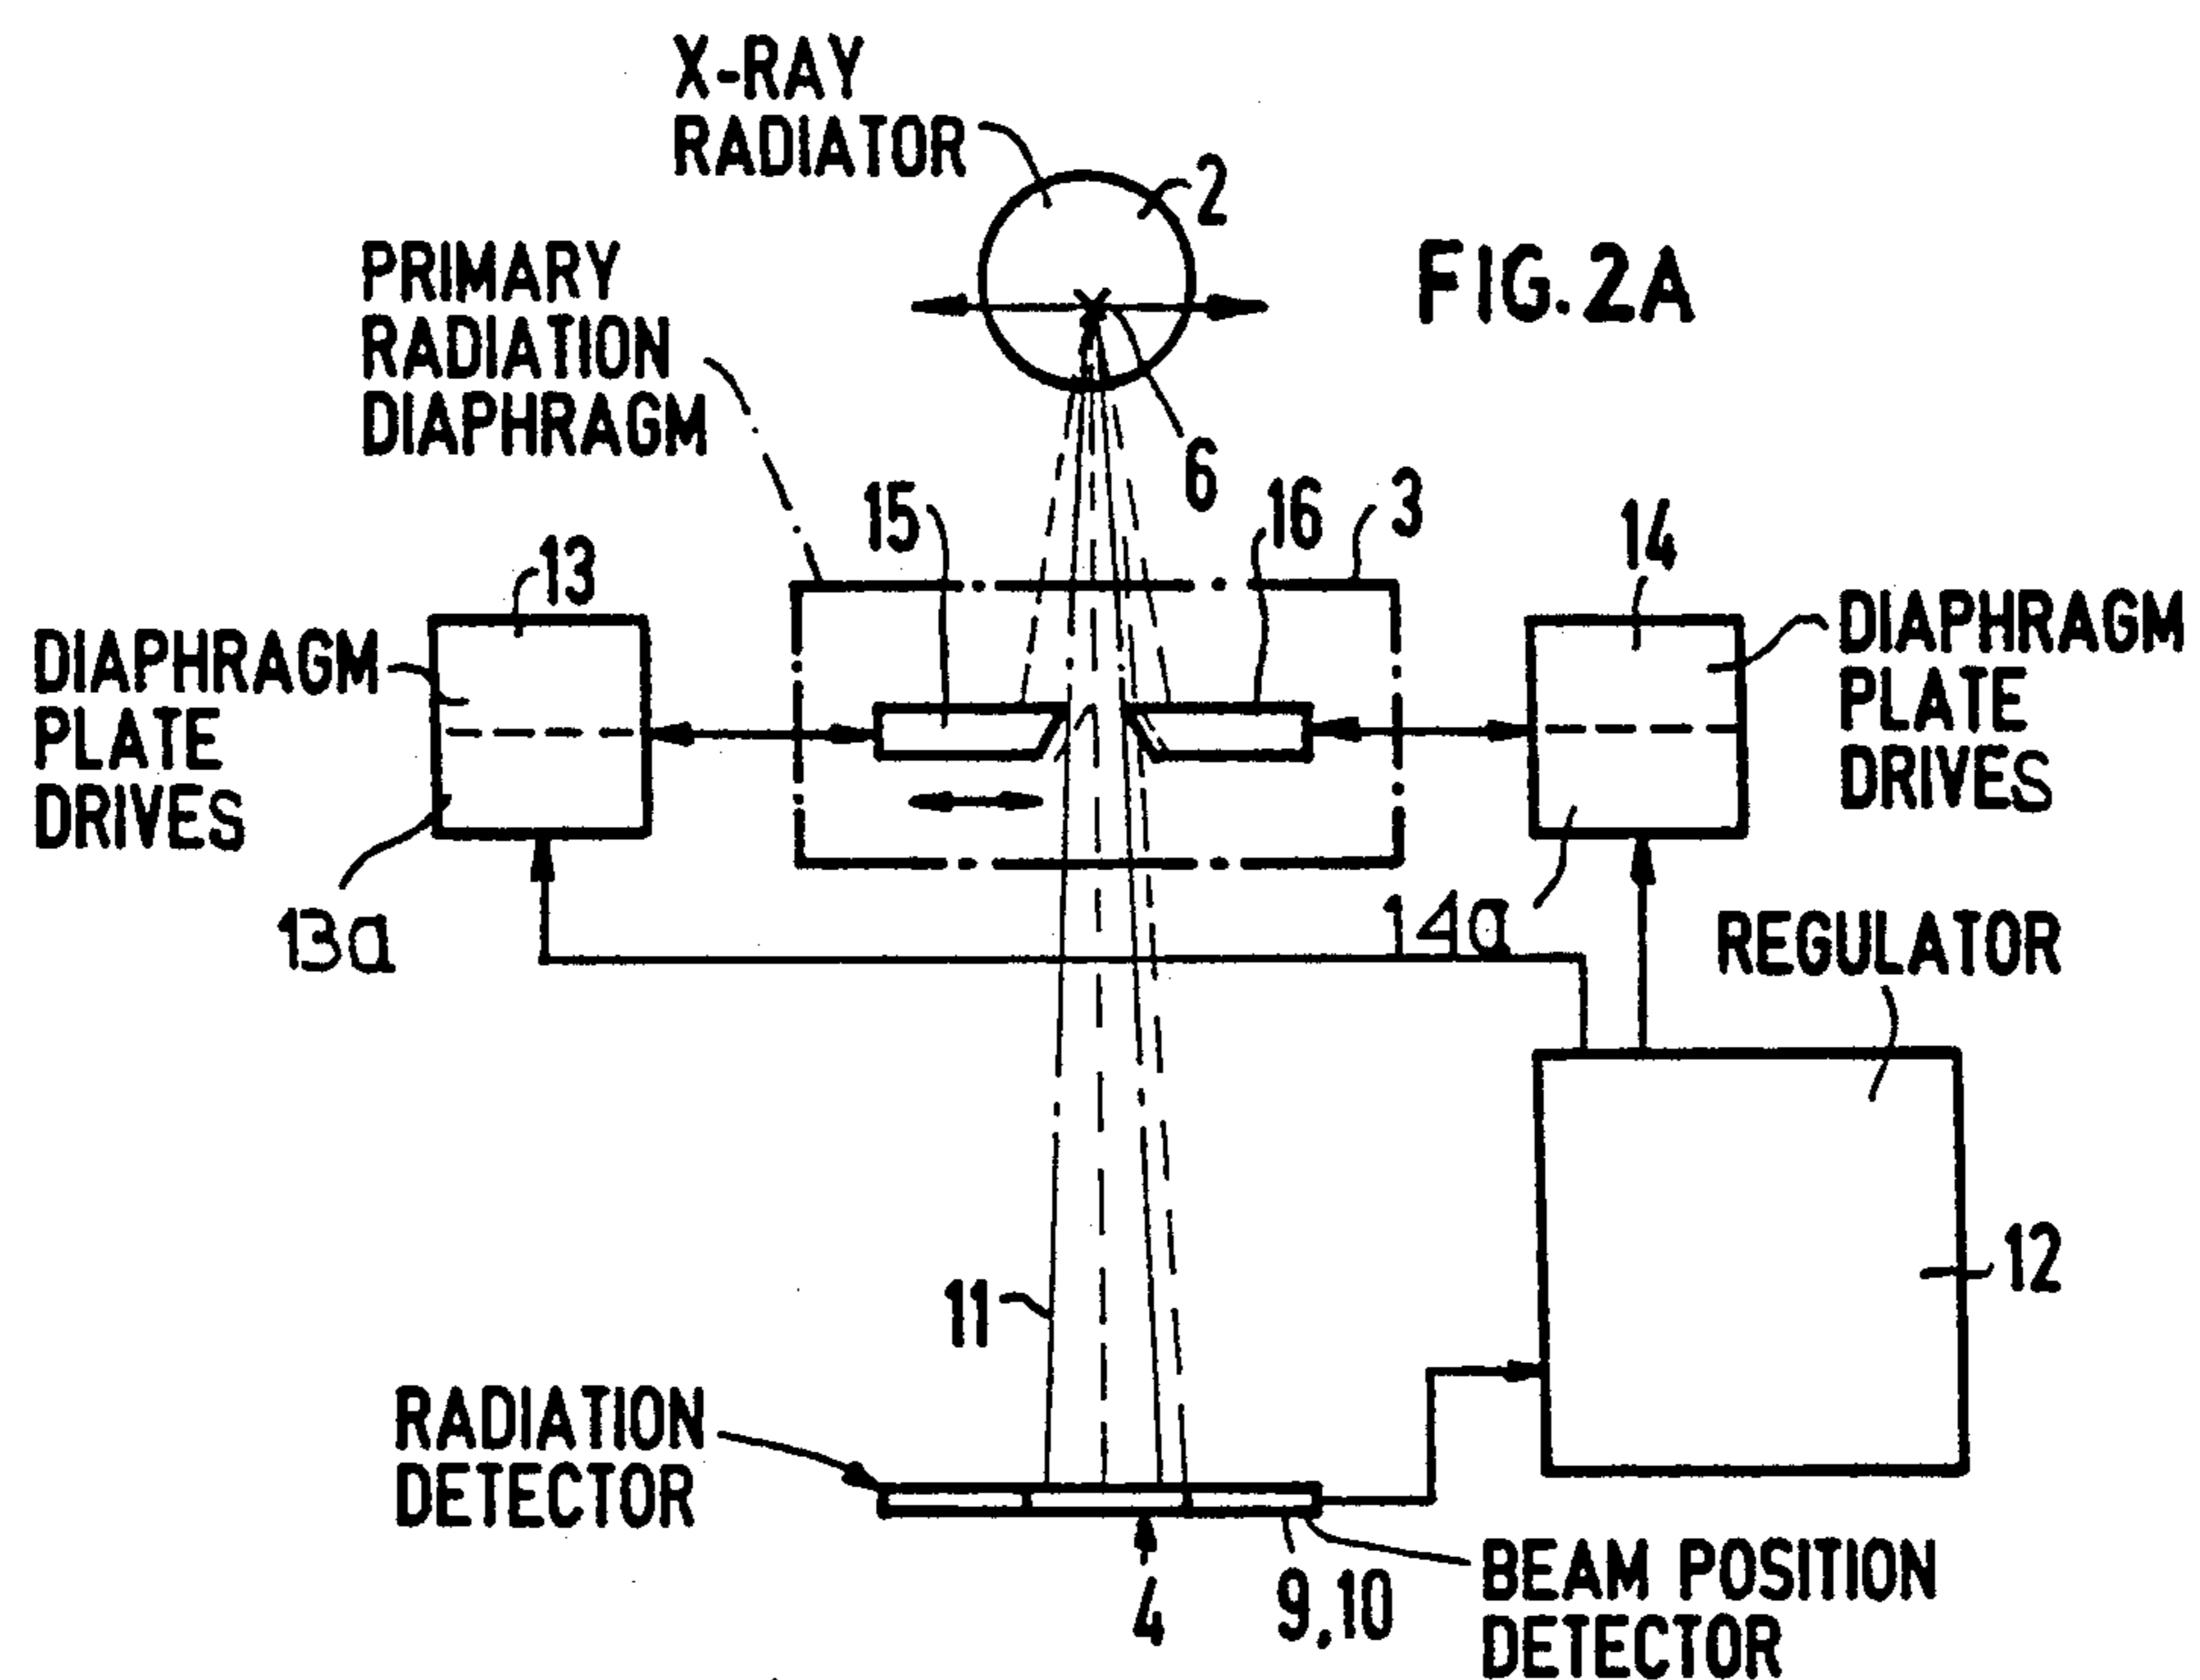 X-RAY
RADIATOR
2
FIG.2A
PRIMARY
RADIATION
DIAPHRAGM
6
15
16
3
13
14
DIAPHRAGM
PLATE
DRIVES
DIAPHRAGM
PLATE
DRIVES
13a
14a
REGULATOR
12
11
RADIATION
DETECTOR
4
9,10
BEAM POSITION
DETECTOR